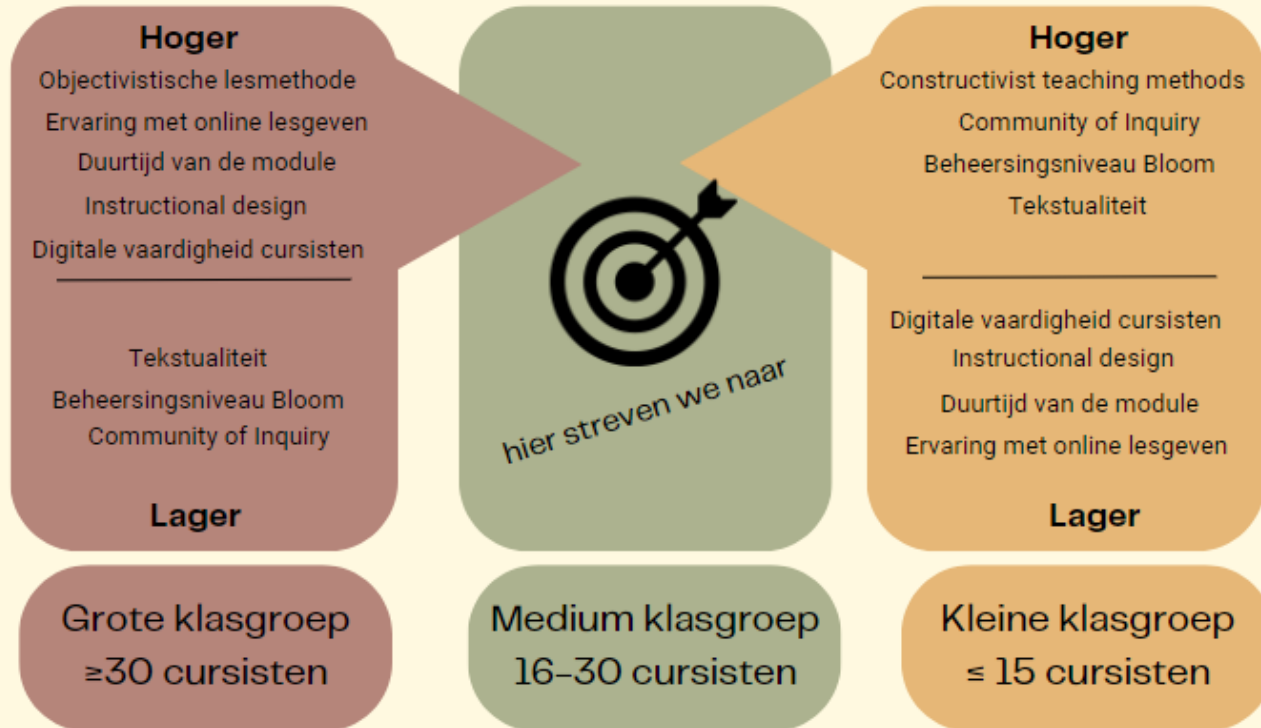 Hoger
Objectivistische lesmethode
Ervaring met online lesgeven
Duurtijd van de module
Instructional design
Digitale vaardigheid cursisten
Tekstualiteit
Beheersingsniveau Bloom
Community of Inquiry
Lager
hier streven we naar
Hoger
Constructivist teaching methods
Community of Inquiry
Beheersingsniveau Bloom
Tekstualiteit
Digitale vaardigheid cursisten
Instructional design
Duurtijd van de module
Ervaring met online lesgeven
Lager
Grote klasgroep
≥30 cursisten
Medium klasgroep
16-30 cursisten
Kleine klasgroep
≤ 15 cursisten